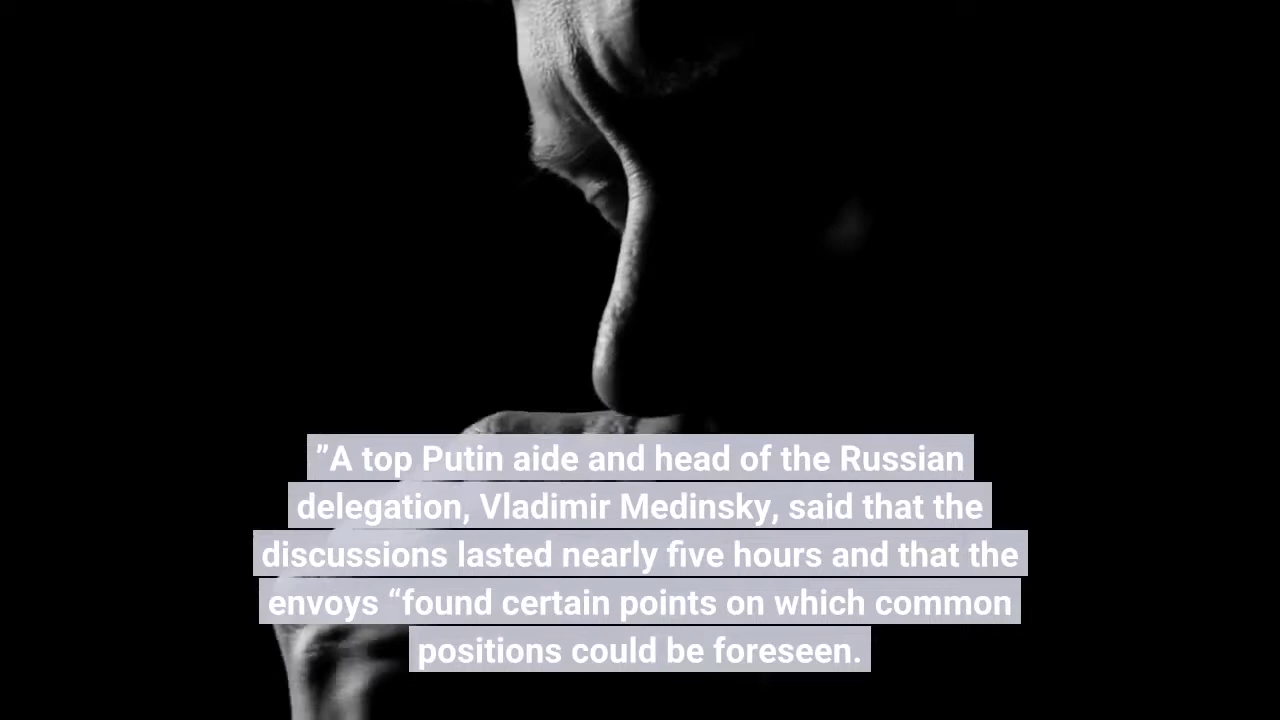 ”A top Putin aide and head of the Russian
delegation, Vladimir Medinsky, said that the
discussions lasted nearly five hours and that the
envoys “found certain points on which common
positions could be foreseen.